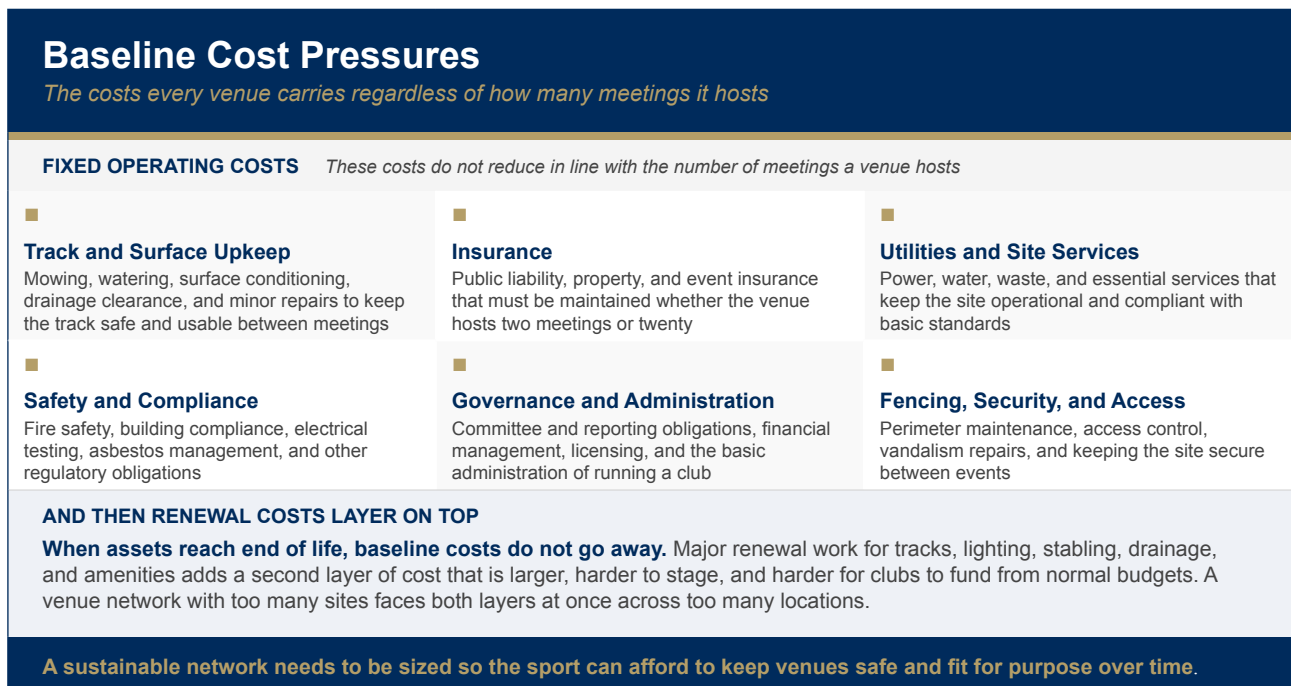 Baseline Cost Pressures
The costs every venue carries regardless of how many meetings it hosts
FIXED OPERATING COSTS These costs do not reduce in line with the number of meetings a venue hosts
Track and Surface Upkeep
Mowing, watering, surface conditioning,
drainage clearance, and minor repairs to keep
the track safe and usable between meetings
Insurance
Public liability, property, and event insurance
that must be maintained whether the venue
hosts two meetings or twenty
Utilities and Site Services
Power, water, waste, and essential services that
keep the site operational and compliant with
basic standards
Safety and Compliance
Fire safety, building compliance, electrical
testing, asbestos management, and other
regulatory obligations
Governance and Administration
Committee and reporting obligations, financial
management, licensing, and the basic
administration of running a club
Fencing, Security, and Access
Perimeter maintenance, access control,
vandalism repairs, and keeping the site secure
between events
AND THEN RENEWAL COSTS LAYER ON TOP
When assets reach end of life, baseline costs do not go away. Major renewal work for tracks, lighting, stabling, drainage,
and amenities adds a second layer of cost that is larger, harder to stage, and harder for clubs to fund from normal budgets. A
venue network with too many sites faces both layers at once across too many locations.
A sustainable network needs to be sized so the sport can afford to keep venues safe and fit for purpose over time.